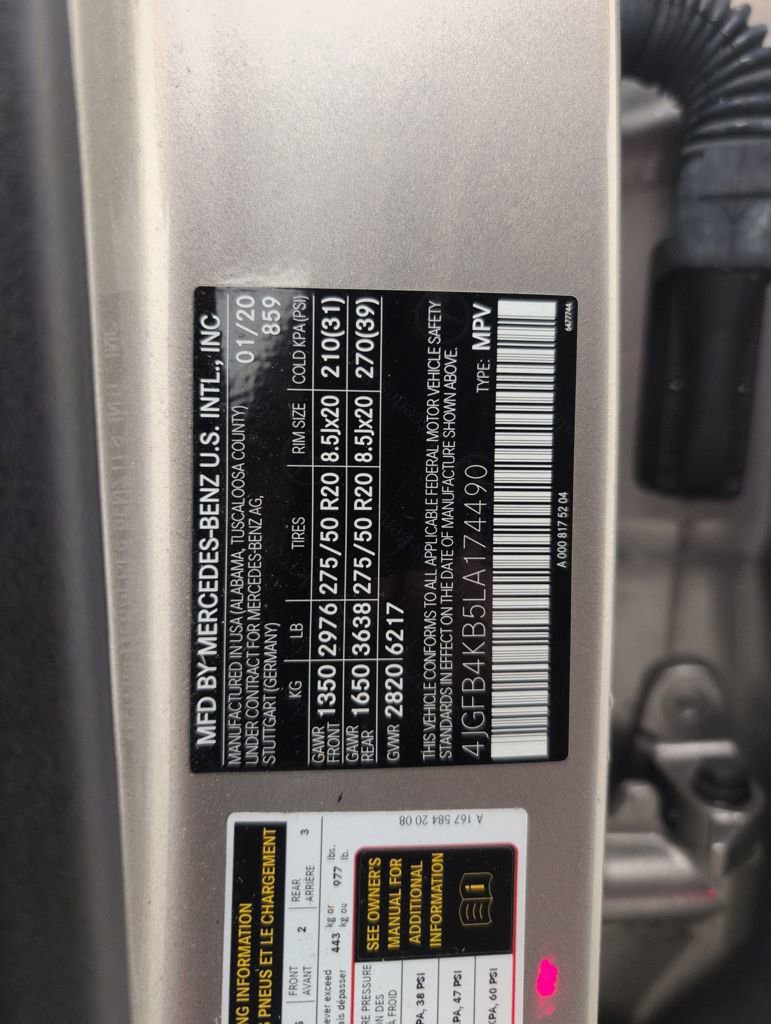 MFD BY MERCEDES-BENZ U.S. INTL., INC
MANUFACTURED IN USA (ALABAMA, TUSCALOOSA COUNTY) 01/20
UNDER CONTRACT FOR MERCEDES-BENZ AG, 859
STUTTGART (GERMANY)
KG LB TIRES RIM SIZE COLD KPA(PSI)
GAWR FRONT 1350 2976 275/50 R20 8.5Jx20 210(31)
GAWR REAR 1650 3638 275/50 R20 8.5Jx20 270(39)
GVWR 2820 6217
THIS VEHICLE CONFORMS TO ALL APPLICABLE FEDERAL MOTOR VEHICLE SAFETY
STANDARDS IN EFFECT ON THE DATE OF MANUFACTURE SHOWN ABOVE.
4JGFB4KB5LA174490 TYPE: MPV
A 000 817 52 04 6477744
INFORMATION
PNEUS ET LE CHARGEMENT
FRONT 2 REAR 3
AVANT ARRIÈRE
exceed 443 kg or 977 lbs.
dépasser kg ou lb.
PRESSURE
DES
FROID
38 PSI
47 PSI
60 PSI
SEE OWNER'S
MANUAL FOR
ADDITIONAL
INFORMATION
A 167 584 20 08